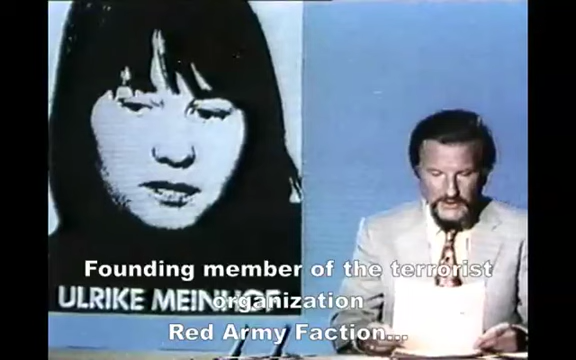 Founding member of the terrorist
organization
ULRIKE MEINHOF
Red Army Faction...